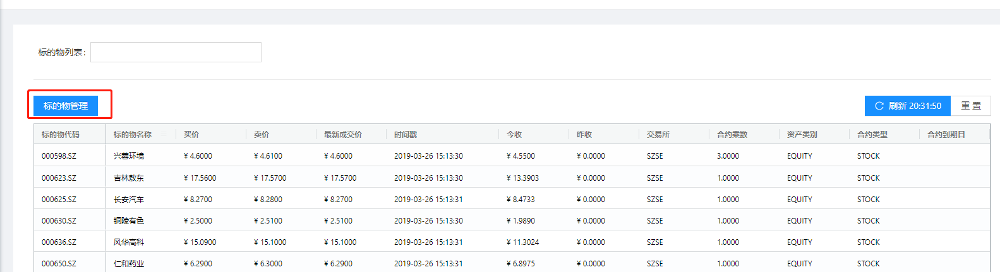 标的物列表:
标的物管理 刷新 20:31:50 重 置
标的物代码 标的物名称 买价 卖价 最新成交价 时间戳 今收 昨收 交易所 合约乘数 资产类别 合约类型 合约到期日
000598.SZ 兴蓉环境 ¥ 4.6000 ¥ 4.6100 ¥ 4.6000 2019-03-26 15:13:30 ¥ 4.5500 ¥ 0.0000 SZSE 3.0000 EQUITY STOCK
000623.SZ 吉林敖东 ¥ 17.5600 ¥ 17.5700 ¥ 17.5700 2019-03-26 15:13:30 ¥ 13.3903 ¥ 0.0000 SZSE 1.0000 EQUITY STOCK
000625.SZ 长安汽车 ¥ 8.2700 ¥ 8.2800 ¥ 8.2700 2019-03-26 15:13:31 ¥ 8.4733 ¥ 0.0000 SZSE 1.0000 EQUITY STOCK
000630.SZ 铜陵有色 ¥ 2.5000 ¥ 2.5100 ¥ 2.5100 2019-03-26 15:13:30 ¥ 1.9890 ¥ 0.0000 SZSE 1.0000 EQUITY STOCK
000636.SZ 风华高科 ¥ 15.0900 ¥ 15.1000 ¥ 15.1000 2019-03-26 15:13:31 ¥ 11.3024 ¥ 0.0000 SZSE 1.0000 EQUITY STOCK
000650.SZ 仁和药业 ¥ 6.2900 ¥ 6.3000 ¥ 6.2900 2019-03-26 15:13:31 ¥ 6.8975 ¥ 0.0000 SZSE 1.0000 EQUITY STOCK